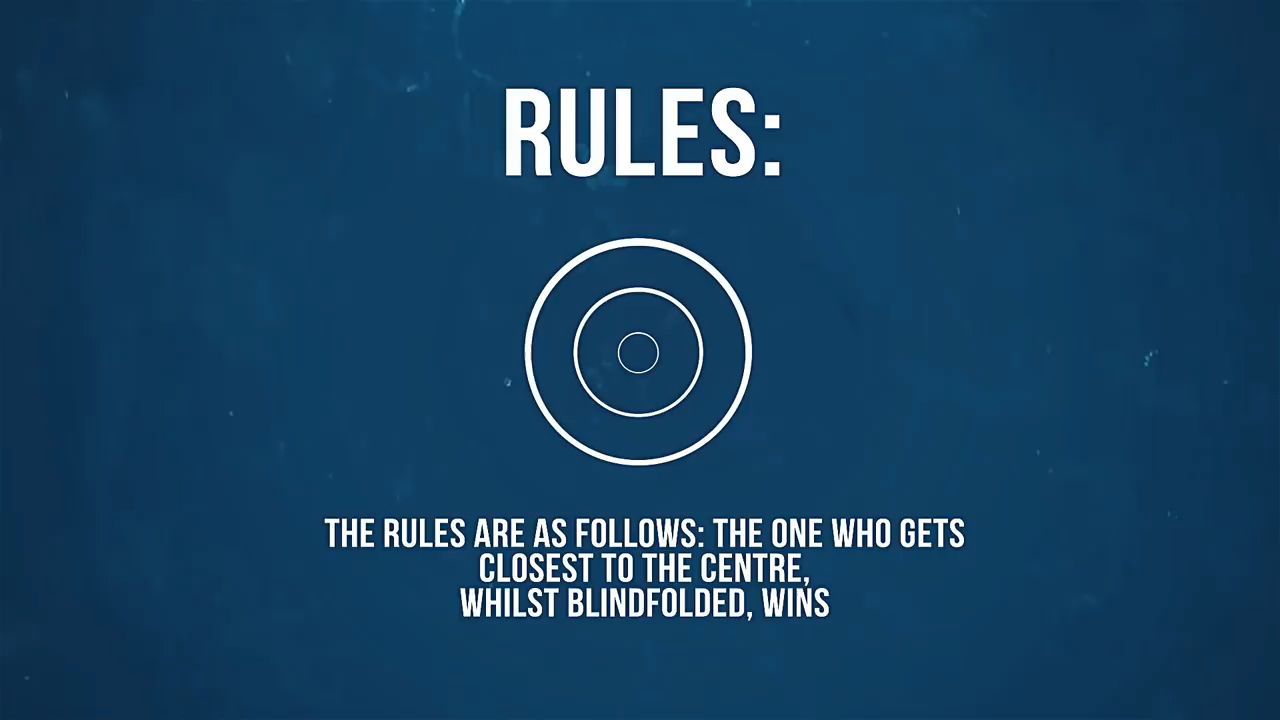 RULES:
THE RULES ARE AS FOLLOWS: THE ONE WHO GETS
CLOSEST TO THE CENTRE,
WHILST BLINDFOLDED, WINS